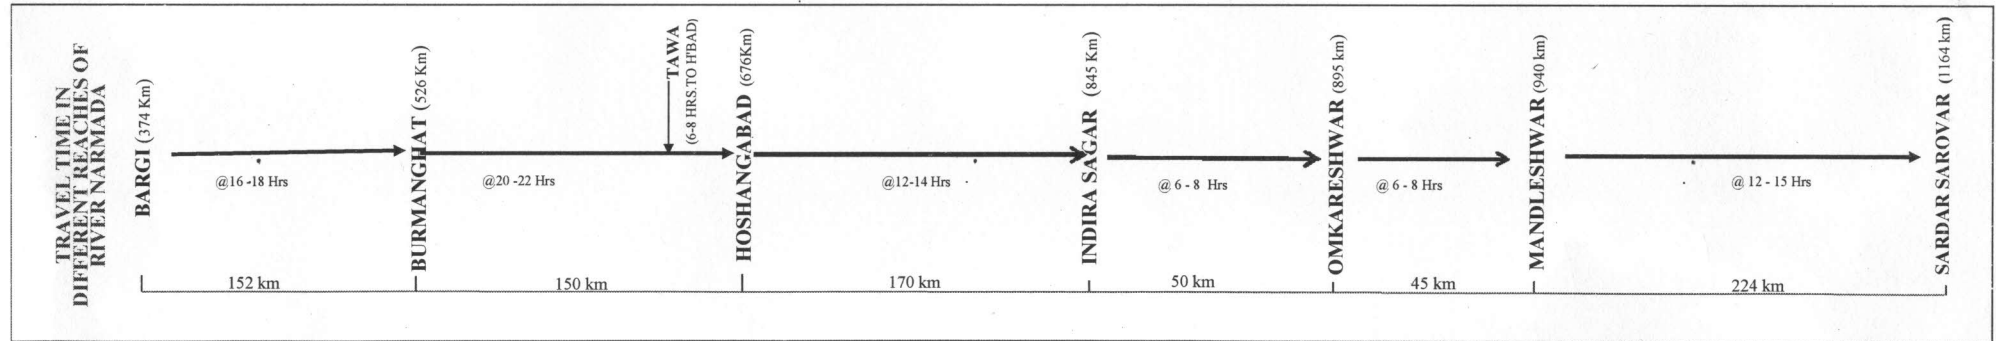 TRAVEL TIME IN
DIFFERENT REACHES OF
RIVER NARMADA
BARGI (374 Km)
@16 -18 Hrs
BURMANGHAT (526 Km)
@20 -22 Hrs
TAWA
(6-8 HRS.TO H'BAD)
HOSHANGABAD (676Km)
@12-14 Hrs
INDIRA SAGAR (845 Km)
@ 6 - 8 Hrs
OMKARESHWAR (895 km)
@ 6 - 8 Hrs
MANDLESHWAR (940 km)
@ 12 - 15 Hrs
SARDAR SAROVAR (1164 km)
152 km
150 km
170 km
50 km
45 km
224 km